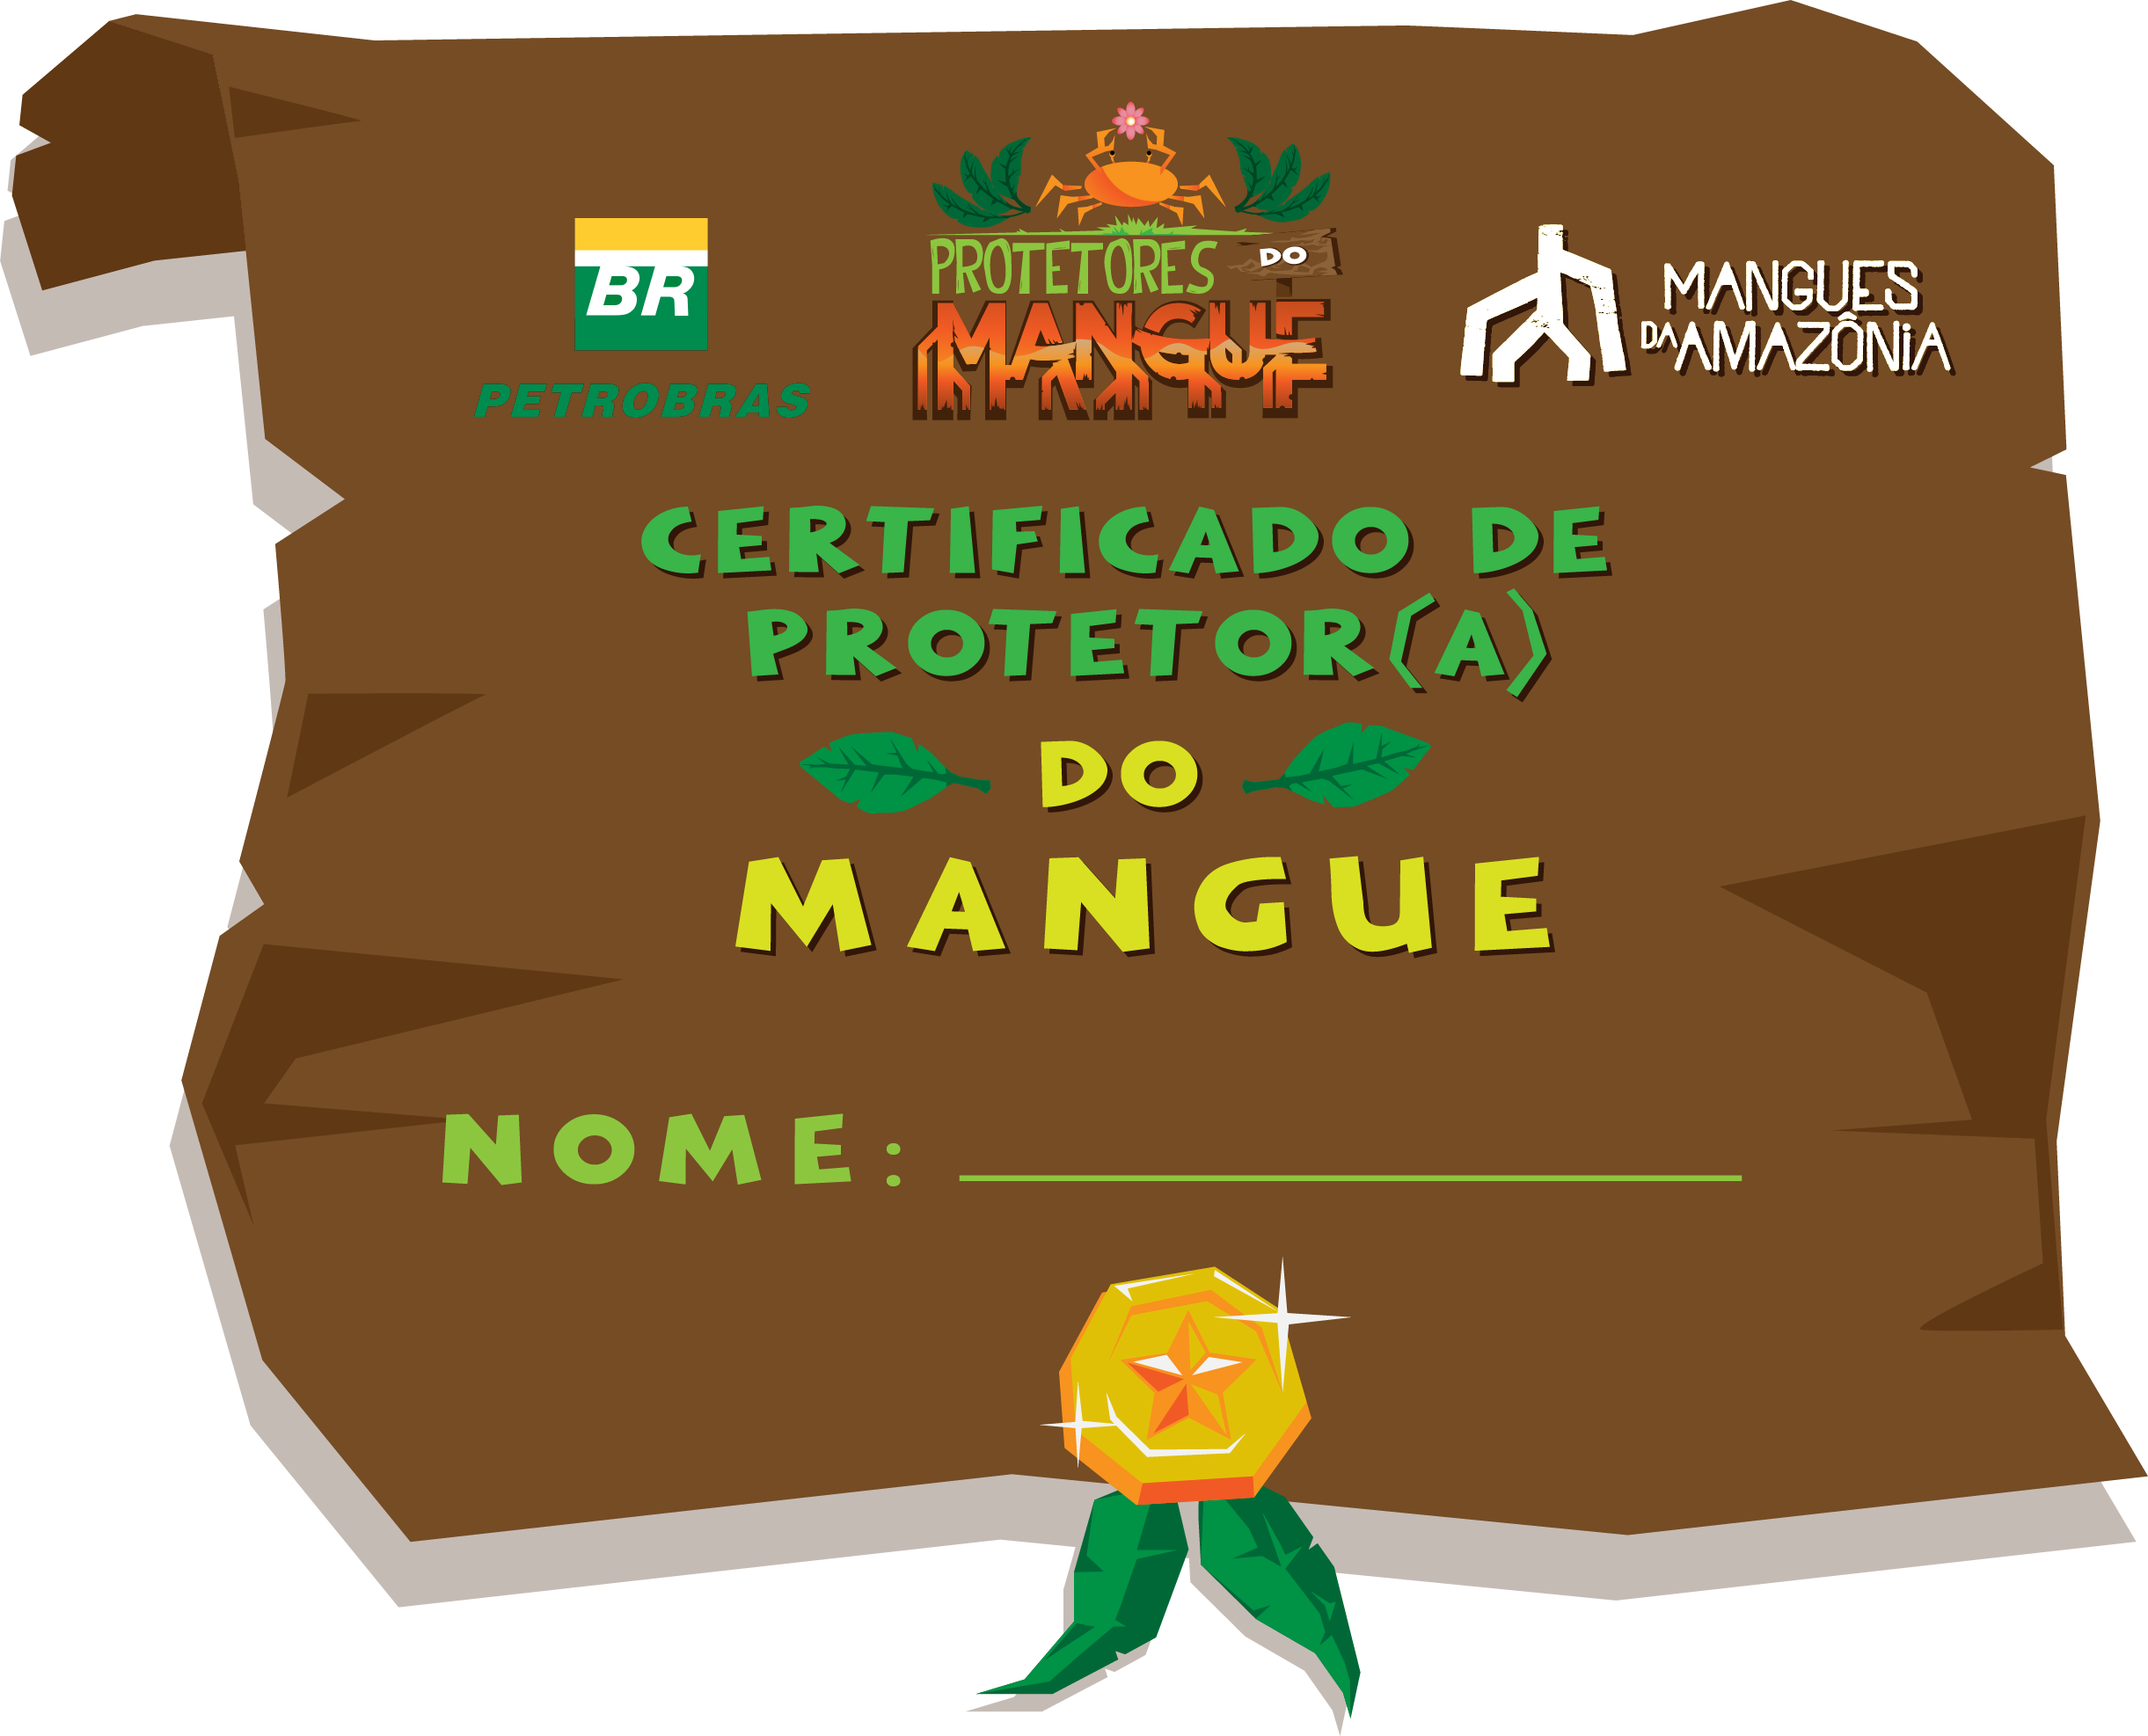 BR
PETROBRAS
PROTETORES DO
MANGUE
MANGUES
DA AMAZÔNIA
CERTIFICADO DE
PROTETOR(A)
DO
MANGUE
NOME: